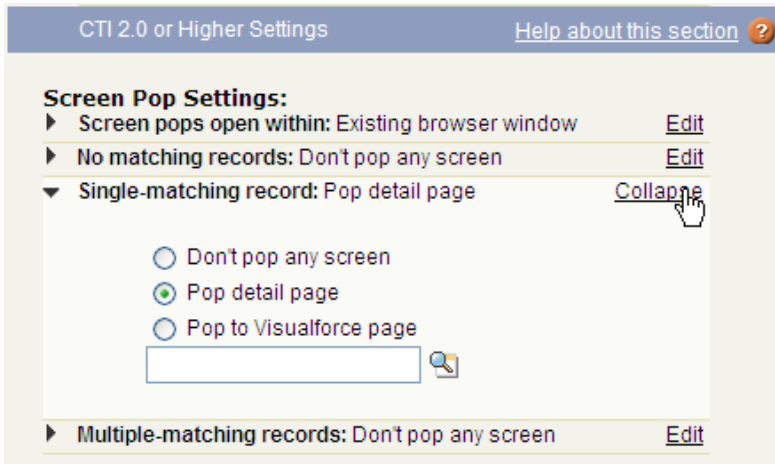 CTI 2.0 or Higher Settings Help about this section ?
Screen Pop Settings:
Screen pops open within: Existing browser window Edit
No matching records: Don't pop any screen Edit
Single-matching record: Pop detail page Collapse
Don't pop any screen
Pop detail page
Pop to Visualforce page
Multiple-matching records: Don't pop any screen Edit